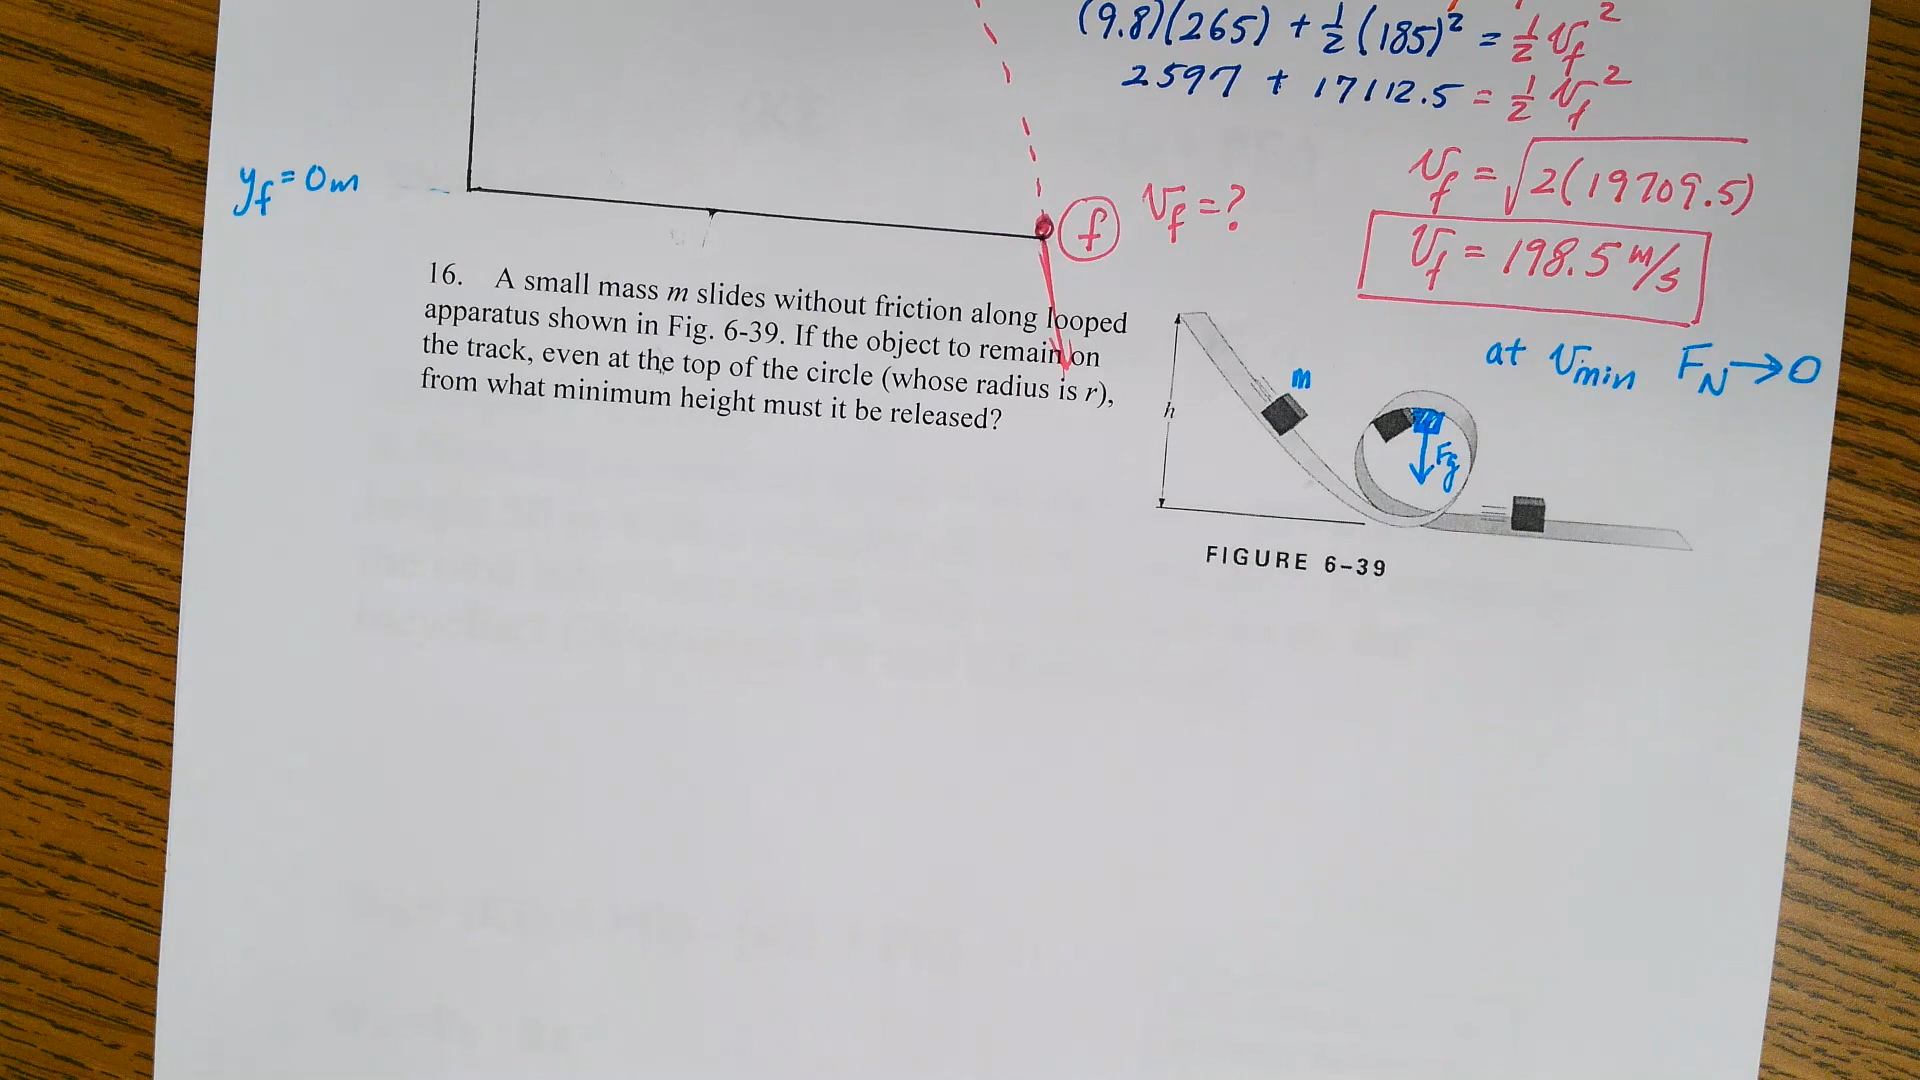 (9.8)(265) + 1/2 (185)² = 1/2 v_f²
2597 + 17112.5 = 1/2 v_f²
v_f = √2(19709.5)
v_f = 198.5 m/s
y_f = 0m
f
v_f = ?
16. A small mass m slides without friction along looped
apparatus shown in Fig. 6-39. If the object to remain on
the track, even at the top of the circle (whose radius is r),
from what minimum height must it be released?
at v_min F_N → 0
h
m
m
Fg
FIGURE 6-39